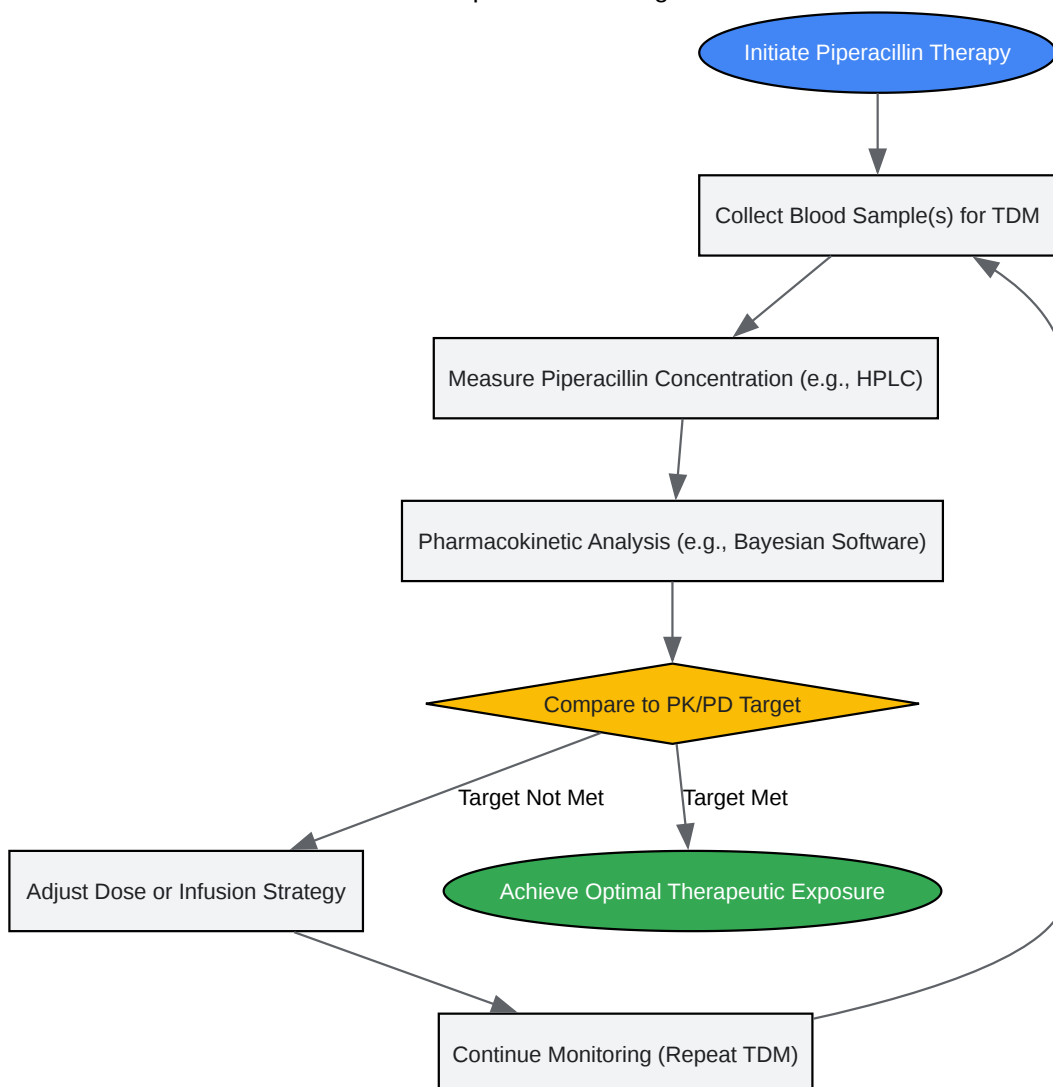 Initiate Piperacillin Therapy
Collect Blood Sample(s) for TDM
Measure Piperacillin Concentration (e.g., HPLC)
Pharmacokinetic Analysis (e.g., Bayesian Software)
Compare to PK/PD Target
Target Not Met
Target Met
Adjust Dose or Infusion Strategy
Achieve Optimal Therapeutic Exposure
Continue Monitoring (Repeat TDM)